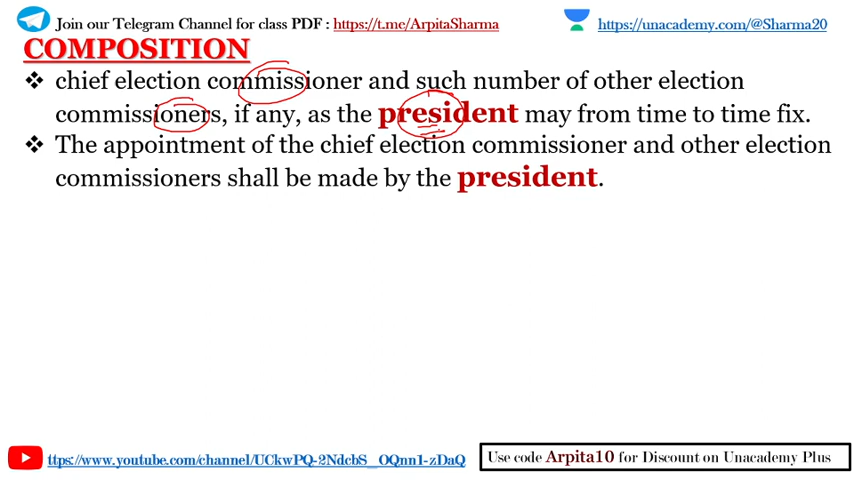 Join our Telegram Channel for class PDF : https://t.me/ArpitaSharma
https://unacademy.com/@Sharma20
COMPOSITION
❖ chief election commissioner and such number of other election
commissioners, if any, as the president may from time to time fix.
❖ The appointment of the chief election commissioner and other election
commissioners shall be made by the president.
ttps://www.youtube.com/channel/UCkwPQ-2NdcbS_OQnn1-zDaQ
Use code Arpita10 for Discount on Unacademy Plus